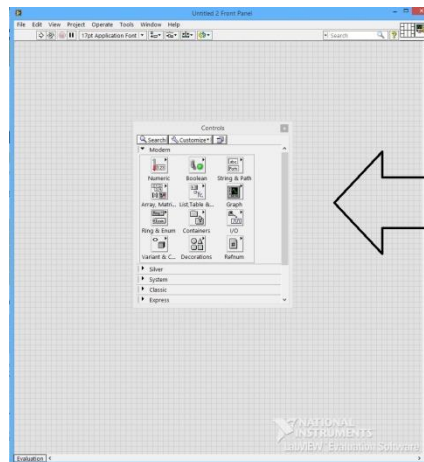 Untitled 2 Front Panel
File Edit View Project Operate Tools Window Help
17pt Application Font
Search
Controls
Search Customize
Modern
Numeric Boolean String & Path
Array, Matri... List, Table &... Graph
Ring & Enum Containers I/O
Variant & C... Decorations Refnum
Silver
System
Classic
Express
NATIONAL
INSTRUMENTS
LabVIEW Evaluation Software
Evaluation